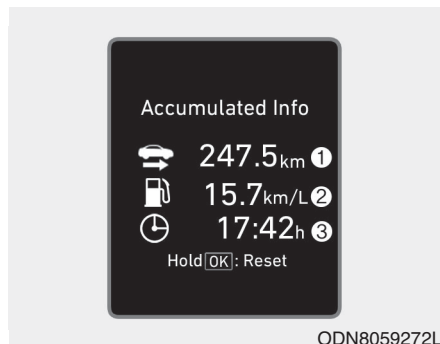 Accumulated Info
247.5km 1
15.7km/L 2
17:42h 3
Hold OK : Reset
ODN8059272L